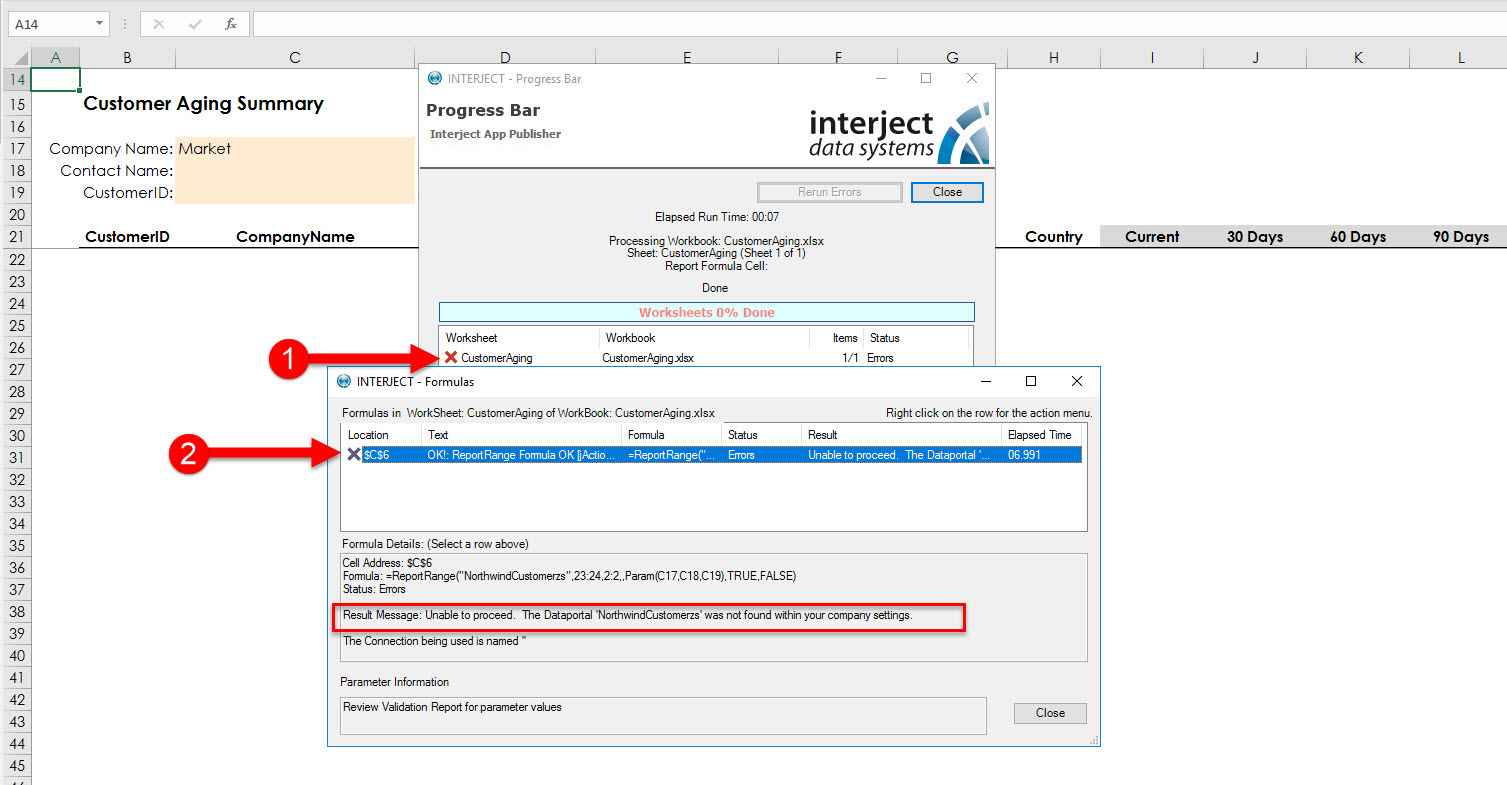 A14
fx
A B C D E F G H I J K L
14
INTERJECT - Progress Bar
15 Customer Aging Summary
Progress Bar
Interject App Publisher
interject
data systems
16
17 Company Name: Market
18 Contact Name:
19 CustomerID:
Rerun Errors Close
20
Elapsed Run Time: 00:07
21 CustomerID CompanyName Country Current 30 Days 60 Days 90 Days
Processing Workbook: CustomerAging.xlsx
Sheet: CustomerAging (Sheet 1 of 1)
Report Formula Cell:
22
23
Done
24
Worksheets 0% Done
25
Worksheet Workbook Items Status
26
1 CustomerAging CustomerAging.xlsx 1/1 Errors
27
INTERJECT - Formulas
28
29
Formulas in WorkSheet: CustomerAging of WorkBook: CustomerAging.xlsx Right click on the row for the action menu.
30
Location Text Formula Status Result Elapsed Time
31
2 $C$6 OK!: ReportRange Formula OK [jActio... =ReportRange("... Errors Unable to proceed. The Dataportal '... 06.991
32
33
34
35
Formula Details: (Select a row above)
36
Cell Address: $C$6
Formula: =ReportRange("NorthwindCustomerzs",23:24,2:2,,Param(C17,C18,C19),TRUE,FALSE)
37
Status: Errors
38
Result Message: Unable to proceed. The Dataportal 'NorthwindCustomerzs' was not found within your company settings.
39
The Connection being used is named ''
40
41
Parameter Information
42
Review Validation Report for parameter values
43
Close
44
45